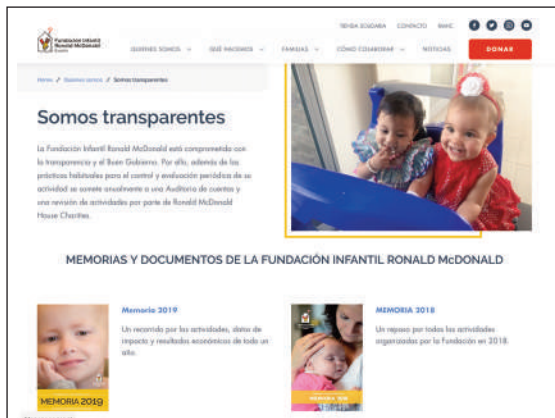 TIENDA SOLIDARIA CONTACTO RMHC
Fundación Infantil
Ronald McDonald
España
QUIENES SOMOS QUÉ HACEMOS FAMILIAS CÓMO COLABORAR NOTICIAS DONAR
Home / Quienes somos / Somos transparentes
Somos transparentes
La Fundación Infantil Ronald McDonald está comprometida con
la transparencia y el Buen Gobierno. Por ello, además de las
prácticas habituales para el control y evaluación periódica de su
actividad se somete anualmente a una Auditoria de cuentas y
una revisión de actividades por parte de Ronald McDonald
House Charities.
MEMORIAS Y DOCUMENTOS DE LA FUNDACIÓN INFANTIL RONALD McDONALD
Memoria 2019
Un recorrido por las actividades, datos de
impacto y resultados económicos de todo un
año.
MEMORIA 2019
MEMORIA 2018
Un repaso por todas las actividades
organizadas por la Fundación en 2018.